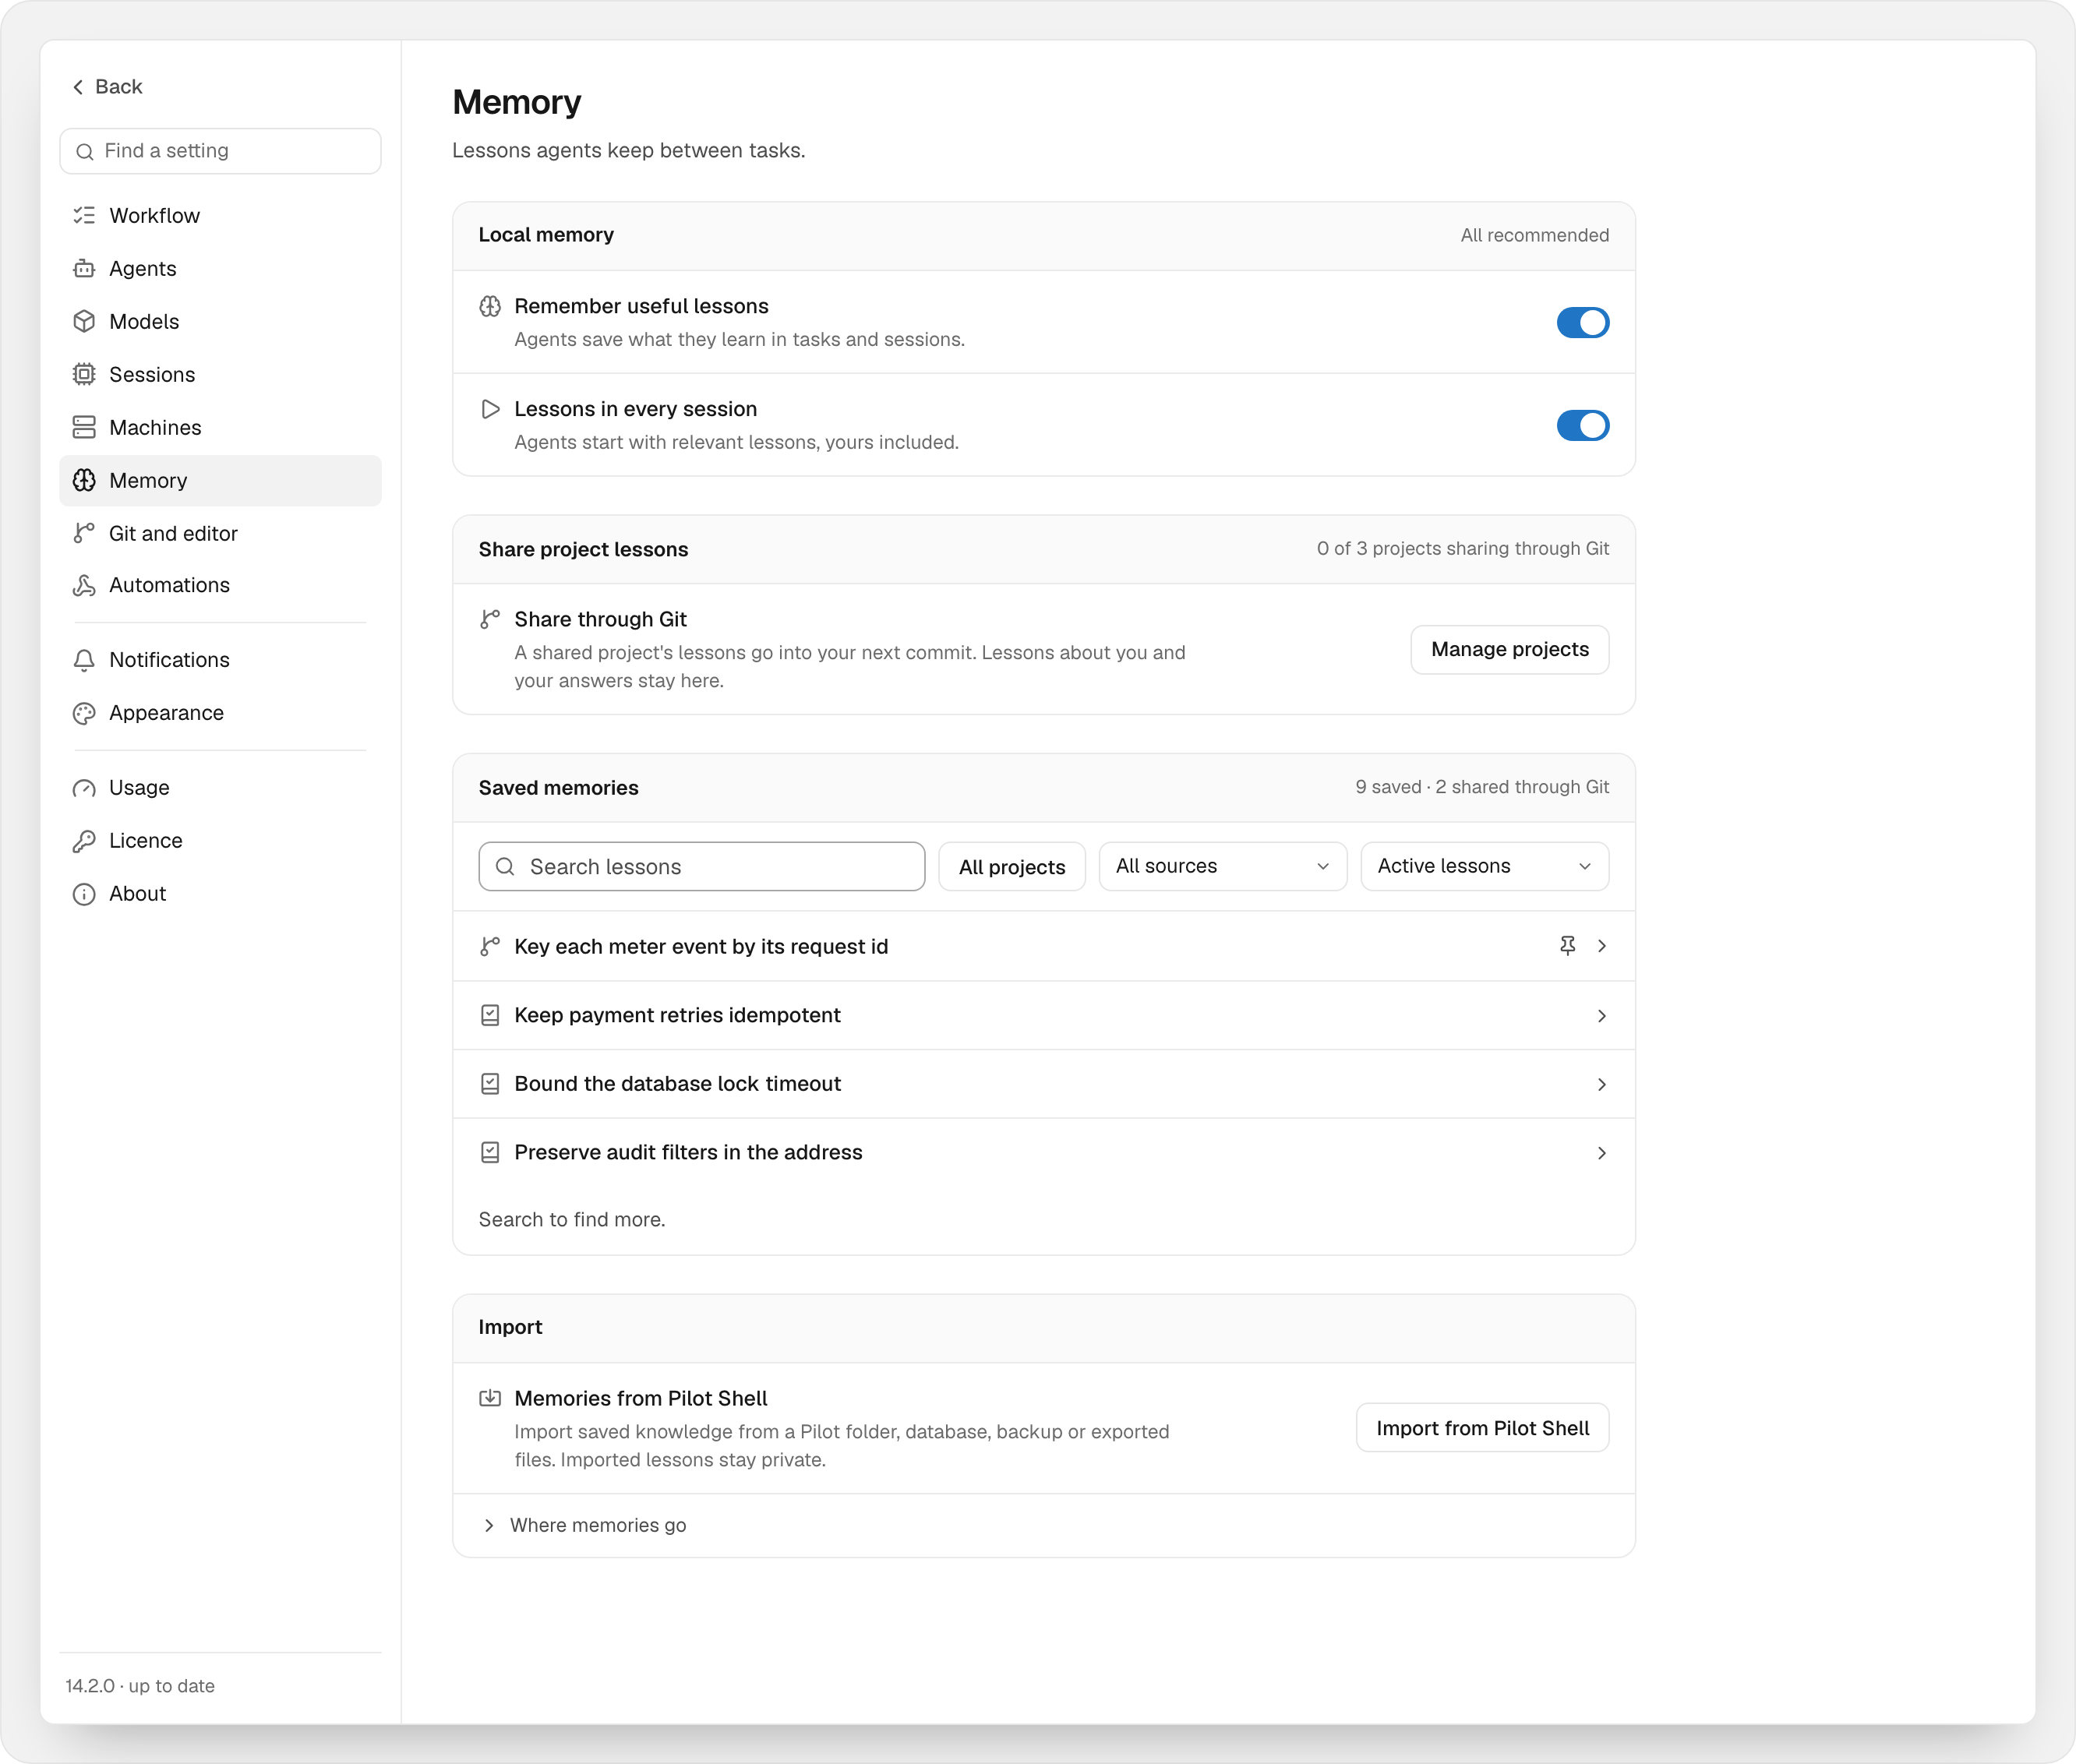 Back
Find a setting
Workflow
Agents
Models
Sessions
Machines
Memory
Git and editor
Automations
Notifications
Appearance
Usage
Licence
About
14.2.0 · up to date
Memory
Lessons agents keep between tasks.
Local memory
All recommended
Remember useful lessons
Agents save what they learn in tasks and sessions.
Lessons in every session
Agents start with relevant lessons, yours included.
Share project lessons
0 of 3 projects sharing through Git
Share through Git
A shared project's lessons go into your next commit. Lessons about you and
your answers stay here.
Manage projects
Saved memories
9 saved · 2 shared through Git
Search lessons
All projects
All sources
Active lessons
Key each meter event by its request id
Keep payment retries idempotent
Bound the database lock timeout
Preserve audit filters in the address
Search to find more.
Import
Memories from Pilot Shell
Import saved knowledge from a Pilot folder, database, backup or exported
files. Imported lessons stay private.
Import from Pilot Shell
Where memories go